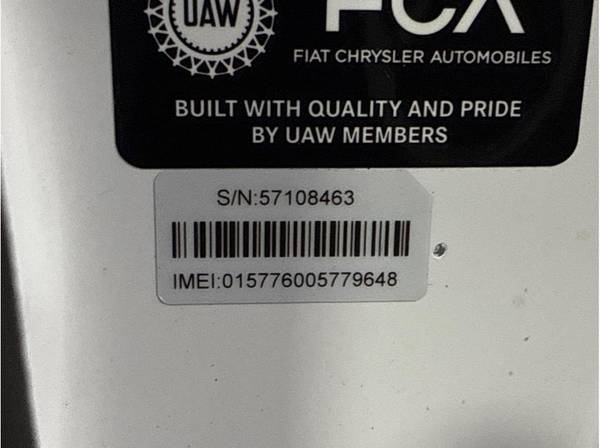 UAW
FCA
FIAT CHRYSLER AUTOMOBILES
BUILT WITH QUALITY AND PRIDE
BY UAW MEMBERS
S/N:57108463
IMEI:015776005779648